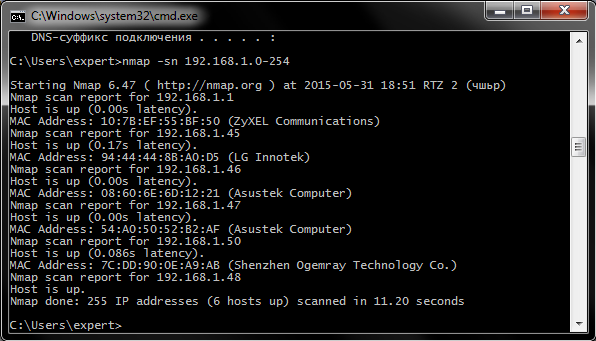 C:\Windows\system32\cmd.exe
DNS-суффикс подключения . . . . . :
C:\Users\expert>nmap -sn 192.168.1.0-254
Starting Nmap 6.47 ( http://nmap.org ) at 2015-05-31 18:51 RTZ 2 (чшьр)
Nmap scan report for 192.168.1.1
Host is up (0.00s latency).
MAC Address: 10:7B:EF:55:BF:50 (ZyXEL Communications)
Nmap scan report for 192.168.1.45
Host is up (0.17s latency).
MAC Address: 94:44:44:8B:A0:D5 (LG Innotek)
Nmap scan report for 192.168.1.46
Host is up (0.00s latency).
MAC Address: 08:60:6E:6D:12:21 (Asustek Computer)
Nmap scan report for 192.168.1.47
Host is up (0.00s latency).
MAC Address: 54:A0:50:52:B2:AF (Asustek Computer)
Nmap scan report for 192.168.1.50
Host is up (0.086s latency).
MAC Address: 7C:DD:90:0E:A9:AB (Shenzhen Ogemray Technology Co.)
Nmap scan report for 192.168.1.48
Host is up.
Nmap done: 255 IP addresses (6 hosts up) scanned in 11.20 seconds
C:\Users\expert>